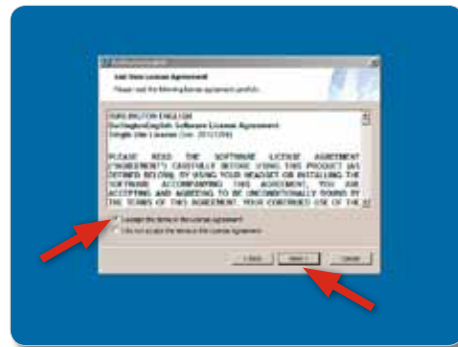 End User License Agreement
Please read the following license agreement carefully.
BURLINGTON ENGLISH
BurlingtonEnglish Software License Agreement
Single Site License
PLEASE READ THE SOFTWARE LICENSE AGREEMENT
("AGREEMENT") CAREFULLY BEFORE USING THIS PRODUCT (AS
DEFINED BELOW). BY USING YOUR HEADSET OR INSTALLING THE
SOFTWARE ACCOMPANYING THIS AGREEMENT, YOU ARE
ACCEPTING AND AGREEING TO BE UNCONDITIONALLY BOUND BY
THE TERMS OF THIS AGREEMENT. YOUR CONTINUED USE OF THE
I accept the terms in the license agreement
I do not accept the terms in the license agreement
< Back Next > Cancel